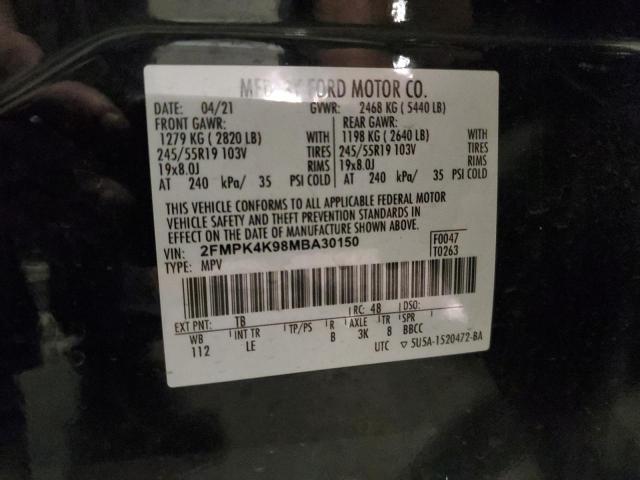 MFD. BY FORD MOTOR CO.
DATE: 04/21 GVWR: 2468 KG ( 5440 LB)
FRONT GAWR: REAR GAWR:
1279 KG ( 2820 LB) WITH 1198 KG ( 2640 LB) WITH
245/55R19 103V TIRES 245/55R19 103V TIRES
19x8.0J RIMS 19x8.0J RIMS
AT 240 kPa/ 35 PSI COLD AT 240 kPa/ 35 PSI COLD
THIS VEHICLE CONFORMS TO ALL APPLICABLE FEDERAL MOTOR
VEHICLE SAFETY AND THEFT PREVENTION STANDARDS IN
EFFECT ON THE DATE OF MANUFACTURE SHOWN ABOVE.
VIN: 2FMPK4K98MBA30150 F0047
TYPE: MPV T0263
EXT PNT: TB RC: 48 DSO:
WB INT TR TP/PS R AXLE TR SPR
112 LE B 3K 8 BBCC
UTC ▽ 5U5A-1520472-BA